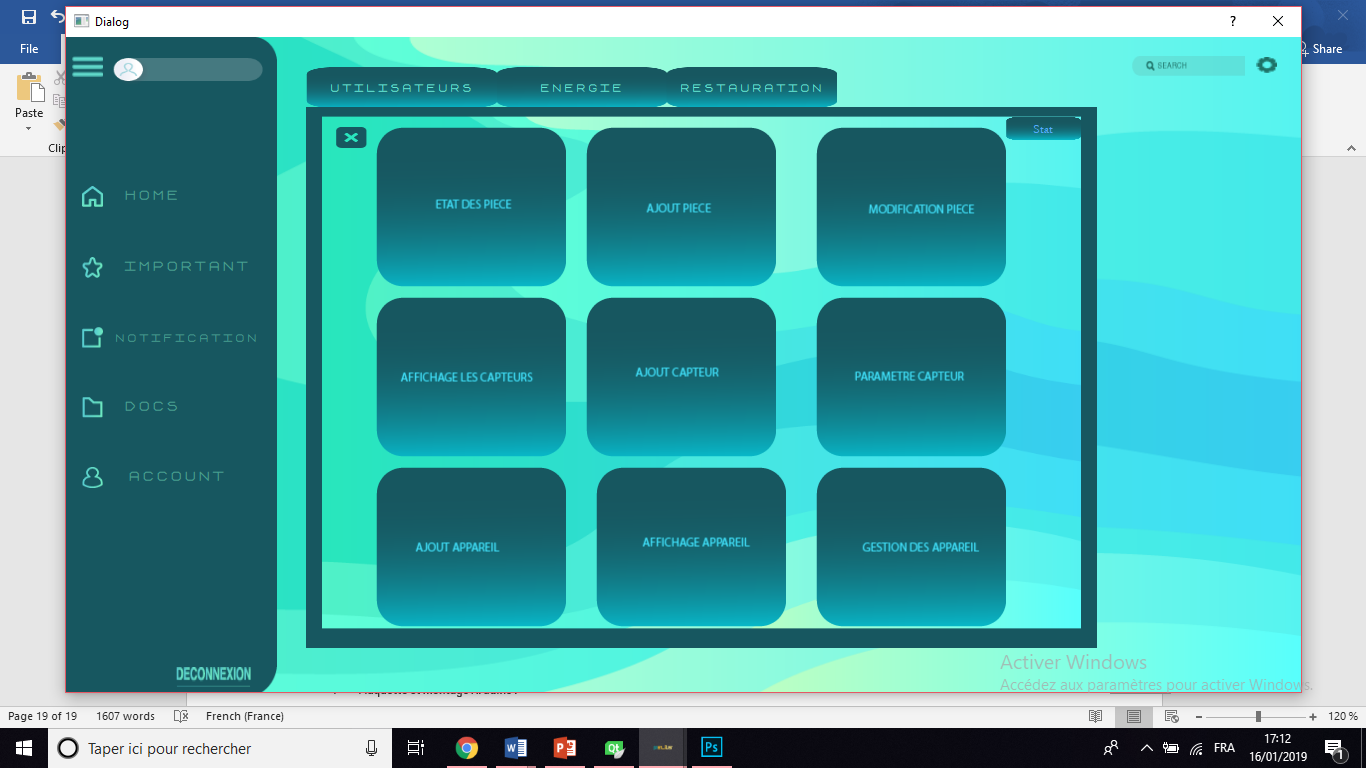 Dialog
?
File
Share
Paste
SEARCH
UTILISATEURS
ENERGIE
RESTAURATION
Stat
ETAT DES PIECE
AJOUT PIECE
MODIFICATION PIECE
HOME
IMPORTANT
NOTIFICATION
DOCS
ACCOUNT
AFFICHAGE LES CAPTEURS
AJOUT CAPTEUR
PARAMETRE CAPTEUR
AJOUT APPAREIL
AFFICHAGE APPAREIL
GESTION DES APPAREIL
DECONNEXION
Activer Windows
Accédez aux paramètres pour activer Windows.
Page 19 of 19
1607 words
French (France)
120 %
Taper ici pour rechercher
FRA
17:12
16/01/2019
1